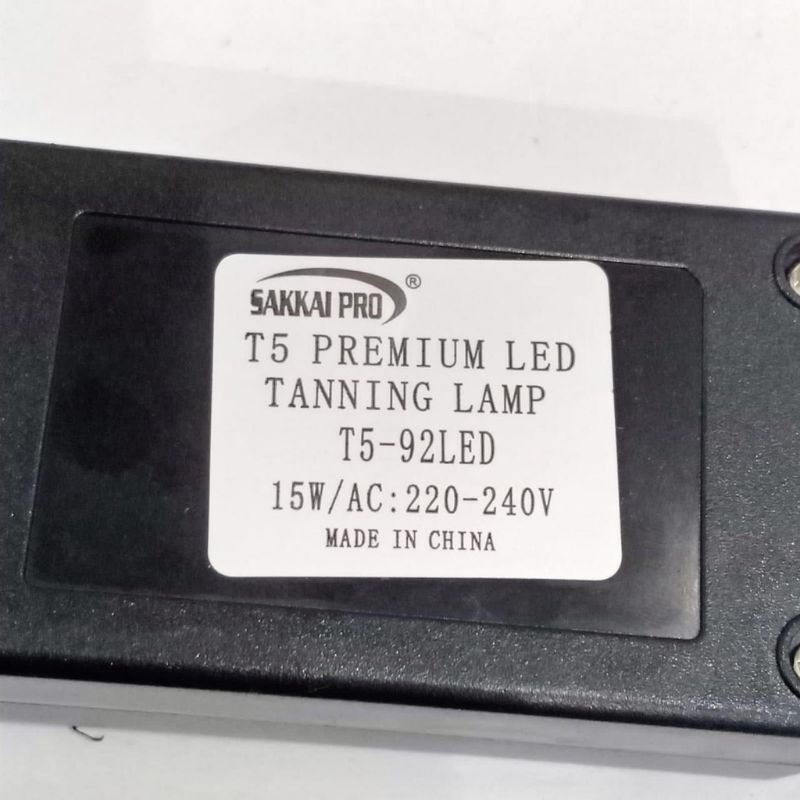 SAKKAI PRO®
T5 PREMIUM LED
TANNING LAMP
T5-92LED
15W/AC:220-240V
MADE IN CHINA